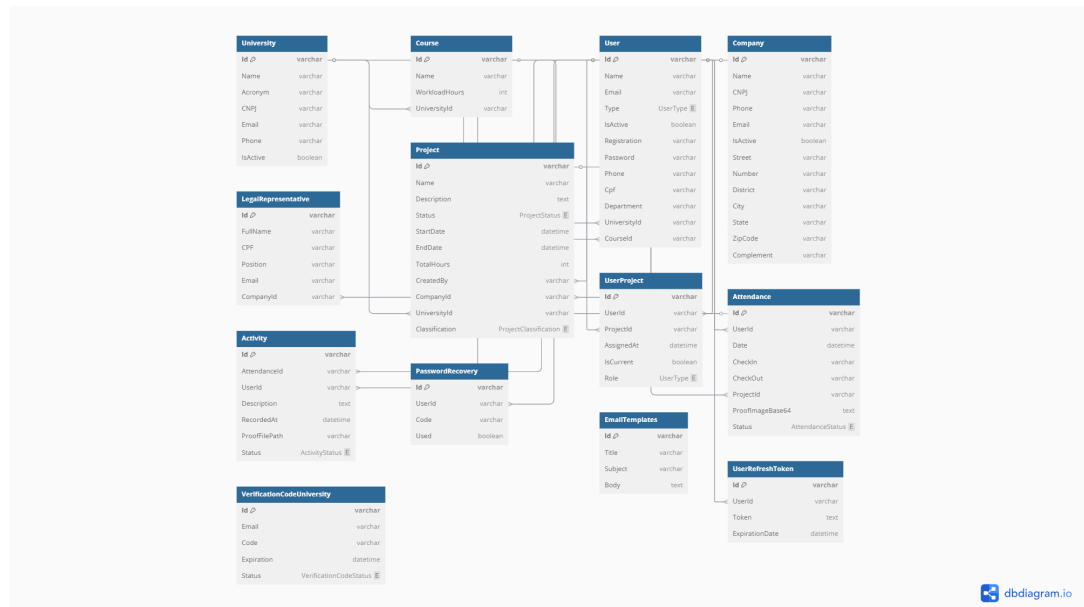 University
Id varchar
Name varchar
Acronym varchar
CNPJ varchar
Email varchar
Phone varchar
IsActive boolean
Course
Id varchar
Name varchar
WorkloadHours int
UniversityId varchar
User
Id varchar
Name varchar
Email varchar
Type UserType E
IsActive boolean
Registration varchar
Password varchar
Phone varchar
Cpf varchar
Department varchar
UniversityId varchar
CourseId varchar
Company
Id varchar
Name varchar
CNPJ varchar
Phone varchar
Email varchar
IsActive boolean
Street varchar
Number varchar
District varchar
City varchar
State varchar
ZipCode varchar
Complement varchar
Project
Id varchar
Name varchar
Description text
Status ProjectStatus E
StartDate datetime
EndDate datetime
TotalHours int
CreatedBy varchar
CompanyId varchar
UniversityId varchar
Classification ProjectClassification E
LegalRepresentative
Id varchar
FullName varchar
CPF varchar
Position varchar
Email varchar
CompanyId varchar
UserProject
Id varchar
UserId varchar
ProjectId varchar
AssignedAt datetime
IsCurrent boolean
Role UserType E
Attendance
Id varchar
UserId varchar
Date datetime
CheckIn varchar
CheckOut varchar
ProjectId varchar
ProofImageBase64 text
Status AttendanceStatus E
Activity
Id varchar
AttendanceId varchar
UserId varchar
Description text
RecordedAt datetime
ProofFilePath varchar
Status ActivityStatus E
PasswordRecovery
Id varchar
UserId varchar
Code varchar
Used boolean
EmailTemplates
Id varchar
Title varchar
Subject varchar
Body text
UserRefreshToken
Id varchar
UserId varchar
Token text
ExpirationDate datetime
VerificationCodeUniversity
Id varchar
Email varchar
Code varchar
Expiration datetime
Status VerificationCodeStatus E
dbdiagram.io